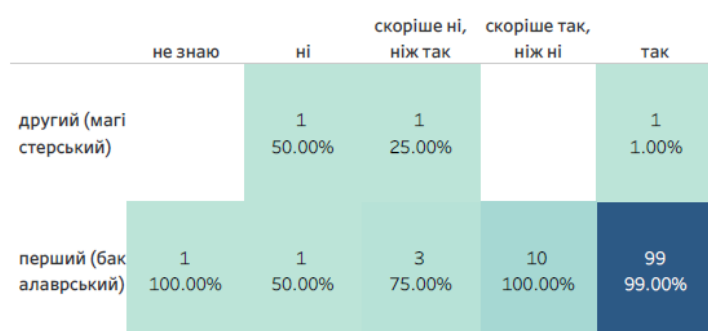 скоріше ні, скоріше так,
не знаю ні ніж так ніж ні так
другий (магі 1 1 1
стерський) 50.00% 25.00% 1.00%
перший (бак 1 1 3 10 99
алаврський) 100.00% 50.00% 75.00% 100.00% 99.00%